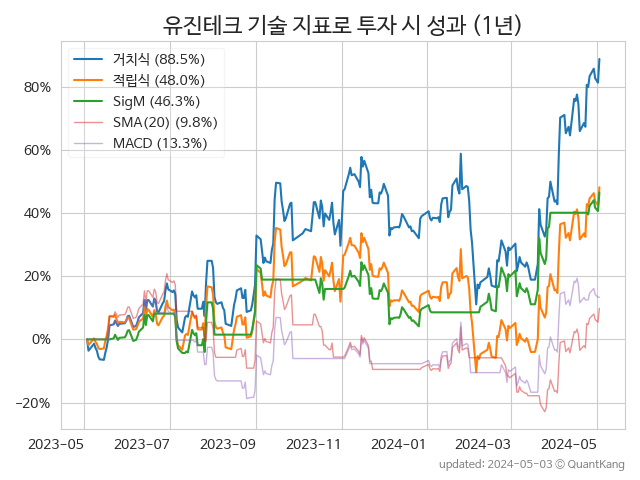 유진테크 기술 지표로 투자 시 성과 (1년)
거치식 (88.5%)
적립식 (48.0%)
SigM (46.3%)
SMA(20) (9.8%)
MACD (13.3%)
80%
60%
40%
20%
0%
−20%
2023-05 2023-07 2023-09 2023-11 2024-01 2024-03 2024-05
updated: 2024-05-03 ⓒ QuantKang